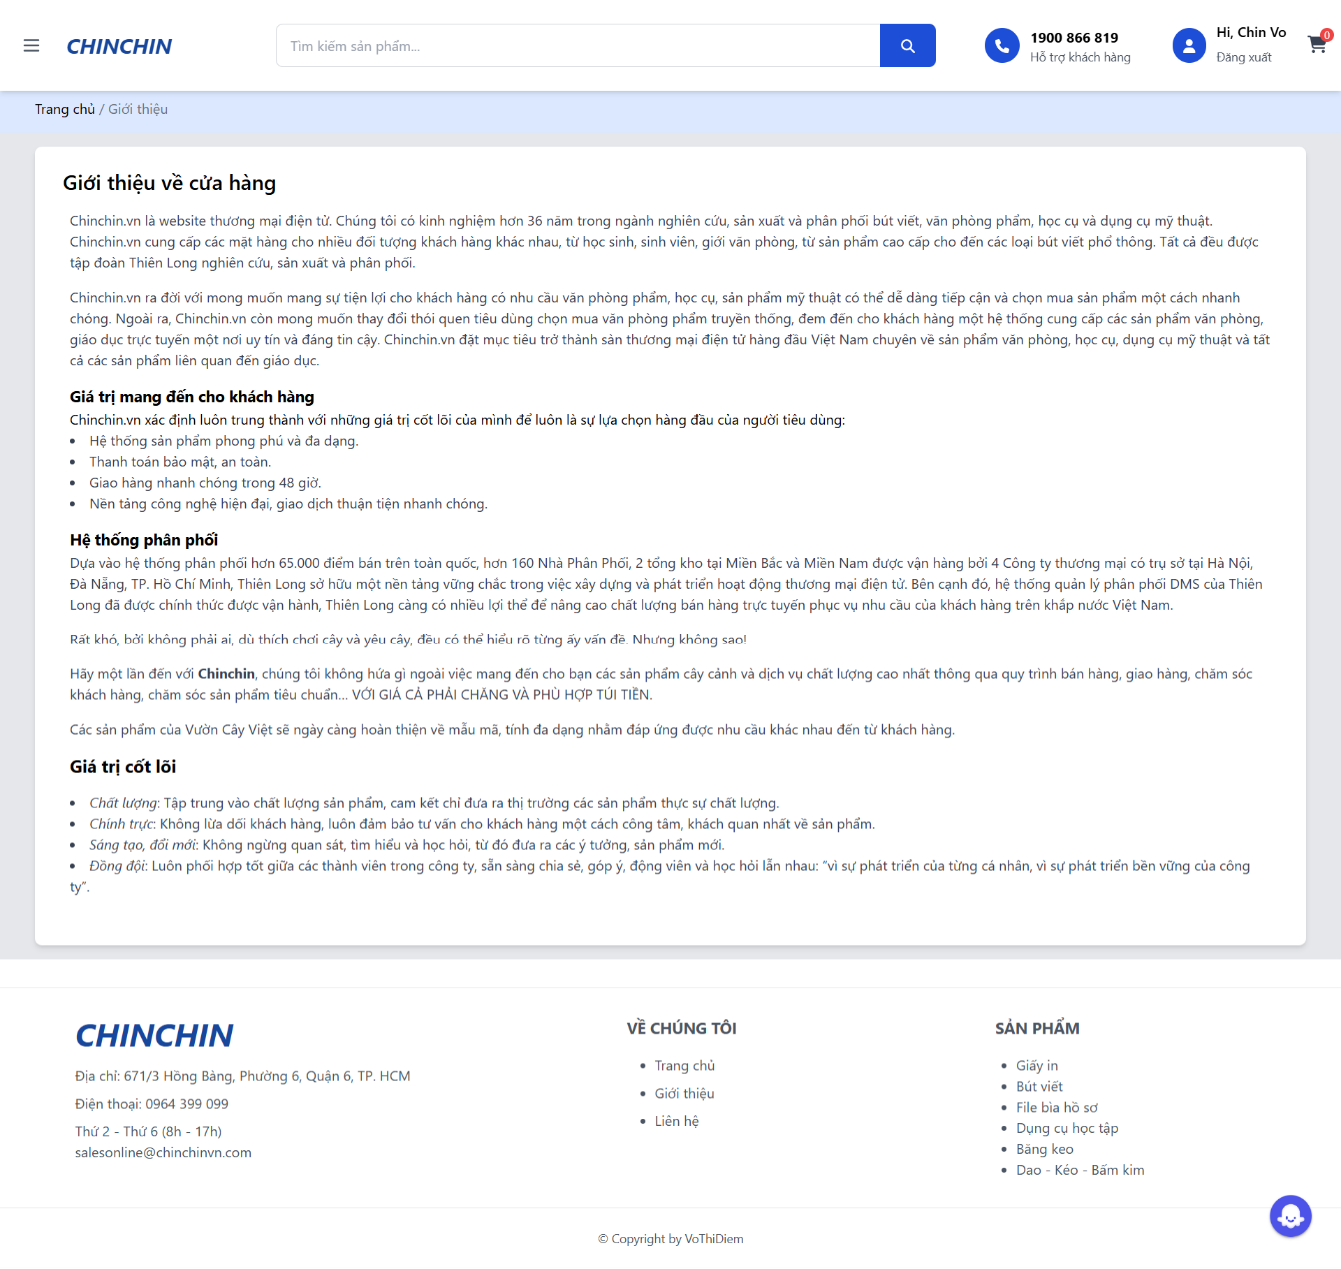 CHINCHIN
Tìm kiếm sản phẩm...
1900 866 819
Hỗ trợ khách hàng
Hi, Chin Vo
Đăng xuất
0
Trang chủ / Giới thiệu
Giới thiệu về cửa hàng
Chinchin.vn là website thương mại điện tử. Chúng tôi có kinh nghiệm hơn 36 năm trong ngành nghiên cứu, sản xuất và phân phối bút viết, văn phòng phẩm, học cụ và dụng cụ mỹ thuật.
Chinchin.vn cung cấp các mặt hàng cho nhiều đối tượng khách hàng khác nhau, từ học sinh, sinh viên, giới văn phòng, từ sản phẩm cao cấp cho đến các loại bút viết phổ thông. Tất cả đều được
tập đoàn Thiên Long nghiên cứu, sản xuất và phân phối.
Chinchin.vn ra đời với mong muốn mang sự tiện lợi cho khách hàng có nhu cầu văn phòng phẩm, học cụ, sản phẩm mỹ thuật có thể dễ dàng tiếp cận và chọn mua sản phẩm một cách nhanh
chóng. Ngoài ra, Chinchin.vn còn mong muốn thay đổi thói quen tiêu dùng chọn mua văn phòng phẩm truyền thống, đem đến cho khách hàng một hệ thống cung cấp các sản phẩm văn phòng,
giáo dục trực tuyến một nơi uy tín và đáng tin cậy. Chinchin.vn đặt mục tiêu trở thành sàn thương mại điện tử hàng đầu Việt Nam chuyên về sản phẩm văn phòng, học cụ, dụng cụ mỹ thuật và tất
cả các sản phẩm liên quan đến giáo dục.
Giá trị mang đến cho khách hàng
Chinchin.vn xác định luôn trung thành với những giá trị cốt lõi của mình để luôn là sự lựa chọn hàng đầu của người tiêu dùng:
• Hệ thống sản phẩm phong phú và đa dạng.
• Thanh toán bảo mật, an toàn.
• Giao hàng nhanh chóng trong 48 giờ.
• Nền tảng công nghệ hiện đại, giao dịch thuận tiện nhanh chóng.
Hệ thống phân phối
Dựa vào hệ thống phân phối hơn 65.000 điểm bán trên toàn quốc, hơn 160 Nhà Phân Phối, 2 tổng kho tại Miền Bắc và Miền Nam được vận hàng bởi 4 Công ty thương mại có trụ sở tại Hà Nội,
Đà Nẵng, TP. Hồ Chí Minh, Thiên Long sở hữu một nền tảng vững chắc trong việc xây dựng và phát triển hoạt động thương mại điện tử. Bên cạnh đó, hệ thống quản lý phân phối DMS của Thiên
Long đã được chính thức được vận hành, Thiên Long càng có nhiều lợi thế để nâng cao chất lượng bán hàng trực tuyến phục vụ nhu cầu của khách hàng trên khắp nước Việt Nam.
Rất khó, bởi không phải ai, dù thích chơi cây và yêu cây, đều có thể hiểu rõ từng ấy vấn đề. Nhưng không sao!
Hãy một lần đến với Chinchin, chúng tôi không hứa gì ngoài việc mang đến cho bạn các sản phẩm cây cảnh và dịch vụ chất lượng cao nhất thông qua quy trình bán hàng, giao hàng, chăm sóc
khách hàng, chăm sóc sản phẩm tiêu chuẩn... VỚI GIÁ CẢ PHẢI CHĂNG VÀ PHÙ HỢP TÚI TIỀN.
Các sản phẩm của Vườn Cây Việt sẽ ngày càng hoàn thiện về mẫu mã, tính đa dạng nhằm đáp ứng được nhu cầu khác nhau đến từ khách hàng.
Giá trị cốt lõi
• Chất lượng: Tập trung vào chất lượng sản phẩm, cam kết chỉ đưa ra thị trường các sản phẩm thực sự chất lượng.
• Chính trực: Không lừa dối khách hàng, luôn đảm bảo tư vấn cho khách hàng một cách công tâm, khách quan nhất về sản phẩm.
• Sáng tạo, đổi mới: Không ngừng quan sát, tìm hiểu và học hỏi, từ đó đưa ra các ý tưởng, sản phẩm mới.
• Đồng đội: Luôn phối hợp tốt giữa các thành viên trong công ty, sẵn sàng chia sẻ, góp ý, động viên và học hỏi lẫn nhau: “vì sự phát triển của từng cá nhân, vì sự phát triển bền vững của công
ty”.
CHINCHIN
Địa chỉ: 671/3 Hồng Bàng, Phường 6, Quận 6, TP. HCM
Điện thoại: 0964 399 099
Thứ 2 - Thứ 6 (8h - 17h)
salesonline@chinchinvn.com
VỀ CHÚNG TÔI
• Trang chủ
• Giới thiệu
• Liên hệ
SẢN PHẨM
• Giấy in
• Bút viết
• File bìa hồ sơ
• Dụng cụ học tập
• Băng keo
• Dao - Kéo - Bấm kim
© Copyright by VoThiDiem